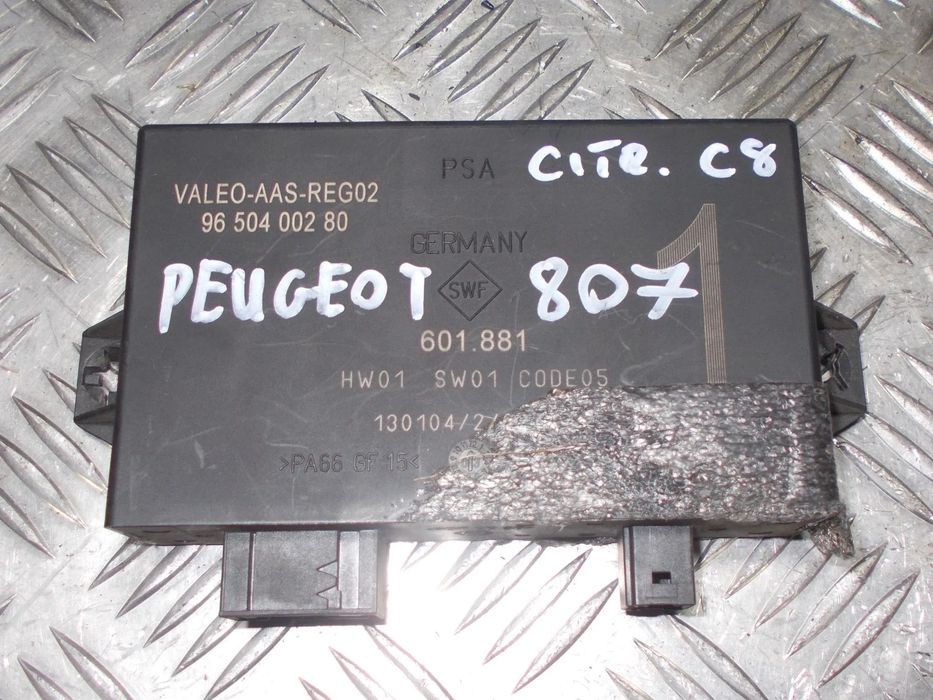 PSA CITR. C8
VALEO-AAS-REG02
96 504 002 80
GERMANY
PEUGEOT 807
SWF
1
601.881
HW01 SW01 CODE05
130104/2/
>PA66 GF 15<